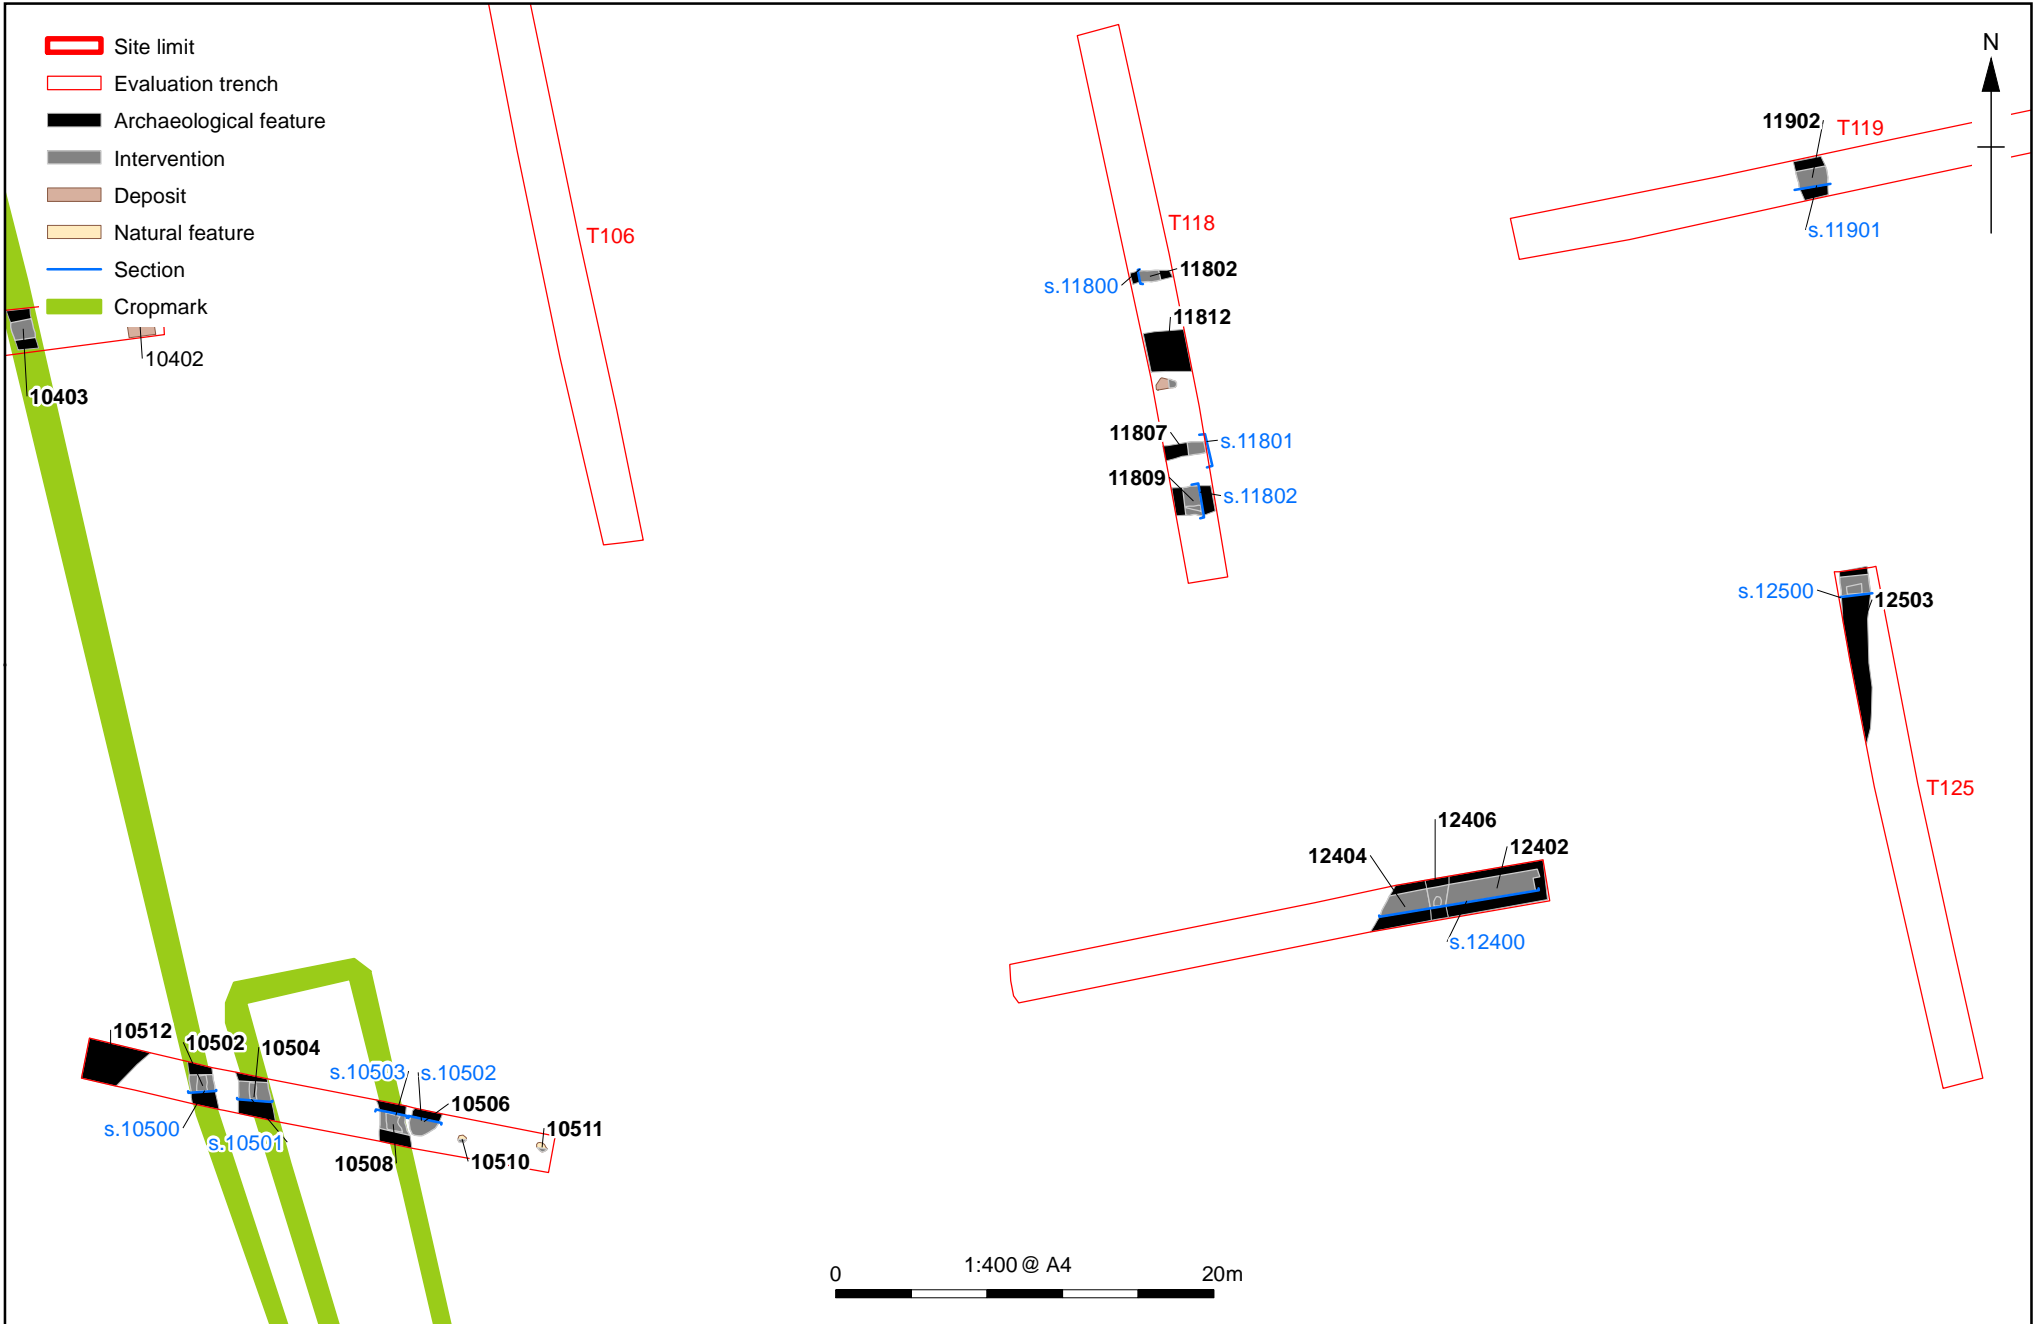 Site limit
Evaluation trench
Archaeological feature
Intervention
Deposit
Natural feature
Section
Cropmark
N
T106
T118
T119
T125
11902
s.11901
11802
s.11800
11812
11807
s.11801
11809
s.11802
10402
10403
s.12500
12503
12406
12404
12402
s.12400
10512
10502
10504
s.10503
s.10502
10506
10511
s.10500
s.10501
10508
10510
1:400 @ A4
0
20m